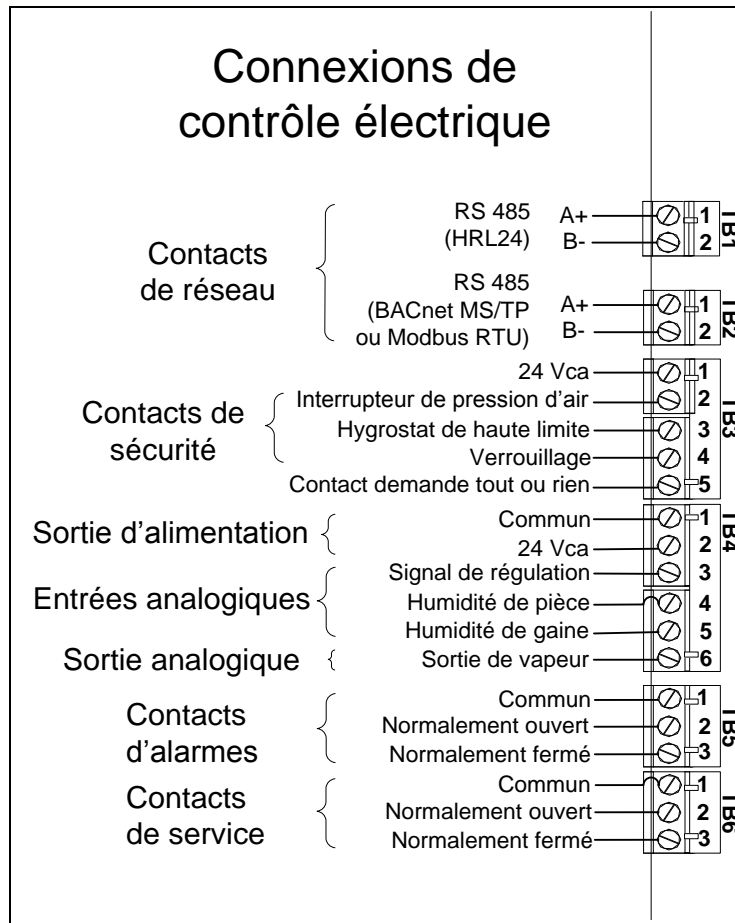 Connexions de
contrôle électrique
Contacts
de réseau
RS 485
(HRL24)
A+ 1
B- 2
TB1
RS 485
(BACnet MS/TP
ou Modbus RTU)
A+ 1
B- 2
TB2
Contacts de
sécurité
24 Vca 1
Interrupteur de pression d'air 2
Hygrostat de haute limite 3
Verrouillage 4
Contact demande tout ou rien 5
TB3
Sortie d'alimentation
Commun 1
24 Vca 2
Entrées analogiques
Signal de régulation 3
Humidité de pièce 4
Humidité de gaine 5
Sortie analogique
Sortie de vapeur 6
TB4
Contacts
d'alarmes
Commun 1
Normalement ouvert 2
Normalement fermé 3
TB5
Contacts
de service
Commun 1
Normalement ouvert 2
Normalement fermé 3
TB6